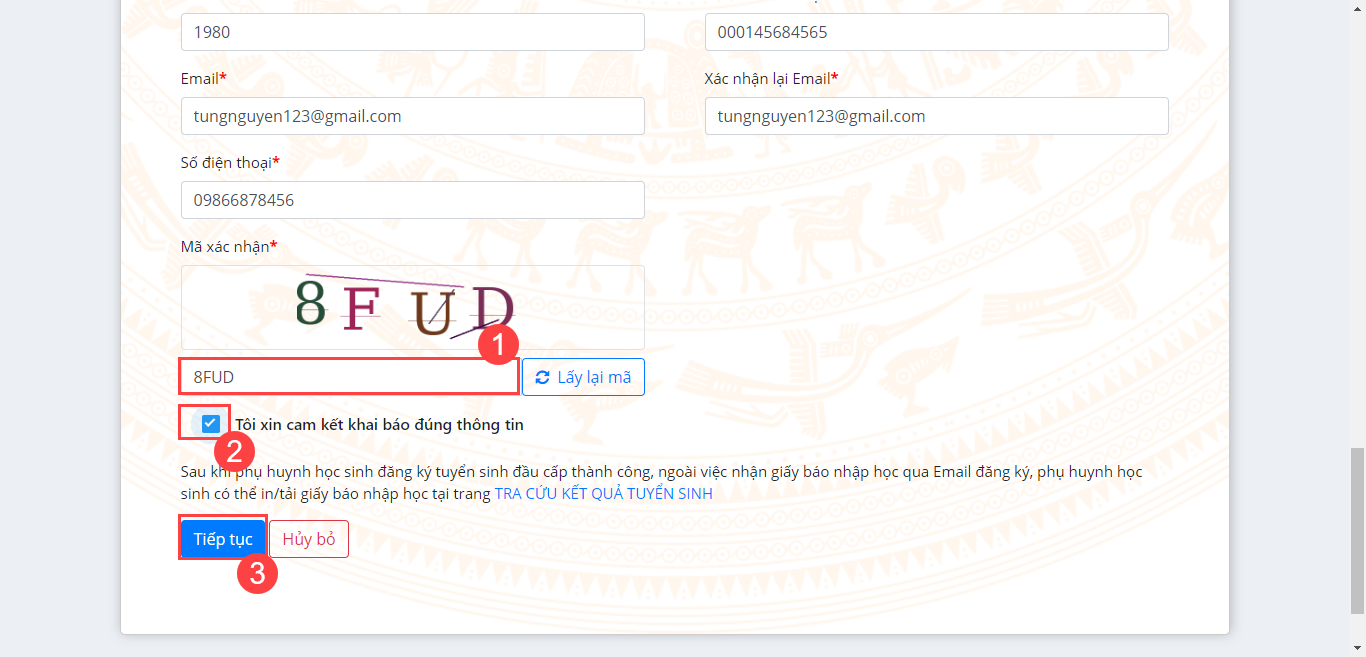 1980
000145684565
Email*
Xác nhận lại Email*
tungnguyen123@gmail.com
tungnguyen123@gmail.com
Số điện thoại*
09866878456
Mã xác nhận*
8F UD
1
8FUD
Lấy lại mã
Tôi xin cam kết khai báo đúng thông tin
2
Sau khi phụ huynh học sinh đăng ký tuyển sinh đầu cấp thành công, ngoài việc nhận giấy báo nhập học qua Email đăng ký, phụ huynh học
sinh có thể in/tải giấy báo nhập học tại trang TRA CỨU KẾT QUẢ TUYỂN SINH
Tiếp tục
Hủy bỏ
3